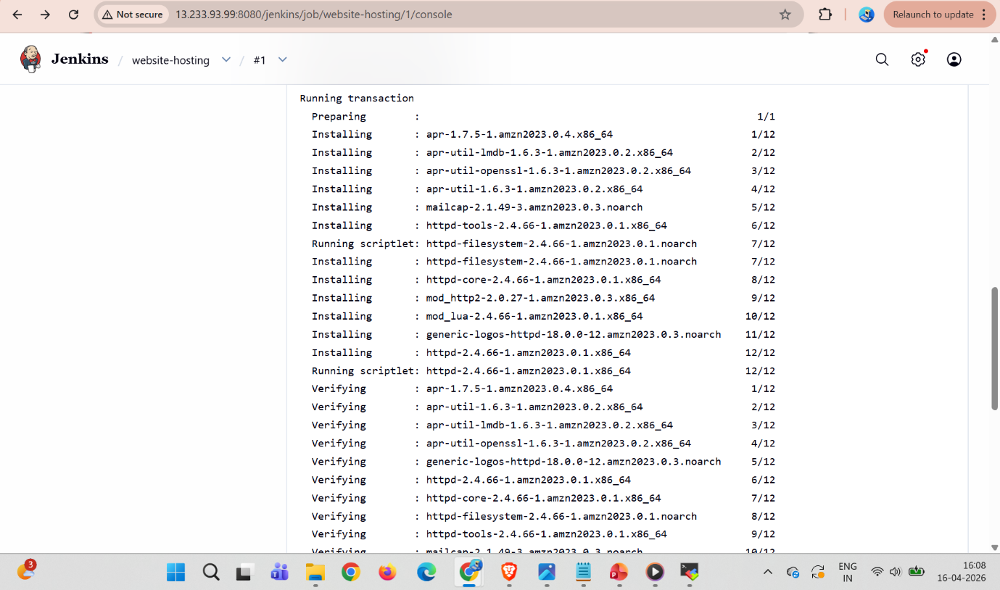 Not secure 13.233.93.99:8080/jenkins/job/website-hosting/1/console Relaunch to update
Jenkins / website-hosting / #1
Running transaction
Preparing : 1/1
Installing : apr-1.7.5-1.amzn2023.0.4.x86_64 1/12
Installing : apr-util-lmdb-1.6.3-1.amzn2023.0.2.x86_64 2/12
Installing : apr-util-openssl-1.6.3-1.amzn2023.0.2.x86_64 3/12
Installing : apr-util-1.6.3-1.amzn2023.0.2.x86_64 4/12
Installing : mailcap-2.1.49-3.amzn2023.0.3.noarch 5/12
Installing : httpd-tools-2.4.66-1.amzn2023.0.1.x86_64 6/12
Running scriptlet: httpd-filesystem-2.4.66-1.amzn2023.0.1.noarch 7/12
Installing : httpd-filesystem-2.4.66-1.amzn2023.0.1.noarch 7/12
Installing : httpd-core-2.4.66-1.amzn2023.0.1.x86_64 8/12
Installing : mod_http2-2.0.27-1.amzn2023.0.3.x86_64 9/12
Installing : mod_lua-2.4.66-1.amzn2023.0.1.x86_64 10/12
Installing : generic-logos-httpd-18.0.0-12.amzn2023.0.3.noarch 11/12
Installing : httpd-2.4.66-1.amzn2023.0.1.x86_64 12/12
Running scriptlet: httpd-2.4.66-1.amzn2023.0.1.x86_64 12/12
Verifying : apr-1.7.5-1.amzn2023.0.4.x86_64 1/12
Verifying : apr-util-1.6.3-1.amzn2023.0.2.x86_64 2/12
Verifying : apr-util-lmdb-1.6.3-1.amzn2023.0.2.x86_64 3/12
Verifying : apr-util-openssl-1.6.3-1.amzn2023.0.2.x86_64 4/12
Verifying : generic-logos-httpd-18.0.0-12.amzn2023.0.3.noarch 5/12
Verifying : httpd-2.4.66-1.amzn2023.0.1.x86_64 6/12
Verifying : httpd-core-2.4.66-1.amzn2023.0.1.x86_64 7/12
Verifying : httpd-filesystem-2.4.66-1.amzn2023.0.1.noarch 8/12
Verifying : httpd-tools-2.4.66-1.amzn2023.0.1.x86_64 9/12
Verifying : mailcap-2.1.49-3.amzn2023.0.3.noarch 10/12
3
ENG
IN
16:08
16-04-2026